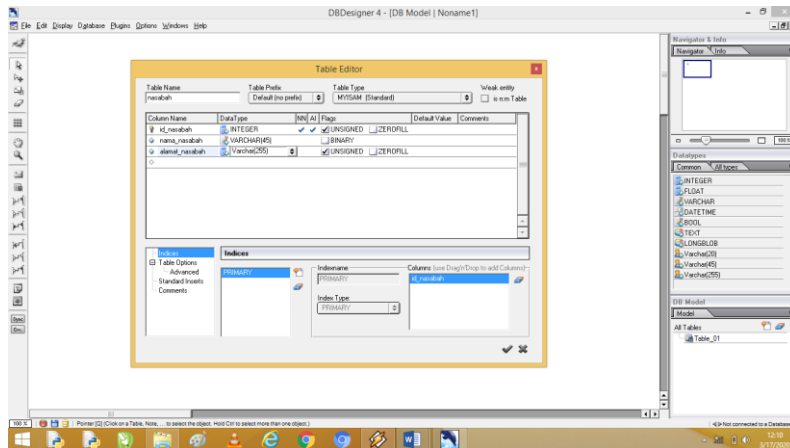 DBDesigner 4 - [DB Model | Noname1]
File Edit Display Database Plugins Options Windows Help
Table Editor
Table Name
Table Prefix
Table Type
Weak entity
nasabah
Default (no prefix)
MYISAM (Standard)
is n:m Table
Column Name DataType NN AI Flags Default Value Comments
id_nasabah INTEGER UNSIGNED ZEROFILL
nama_nasabah VARCHAR(45) BINARY
alamat_nasabah Varchar(255) UNSIGNED ZEROFILL
Indices
Table Options
Advanced
Standard Inserts
Comments
Indices
PRIMARY
Indexname
PRIMARY
Index Type
PRIMARY
Columns (use Drag'n'Drop to add Columns)
id_nasabah
Navigator & Info
Navigator Info
100%
Datatypes
Common All types
INTEGER
FLOAT
VARCHAR
DATETIME
BOOL
TEXT
LONGBLOB
Varchar(20)
Varchar(45)
Varchar(255)
DB Model
Model
All Tables
Table_01
Sync
100 % Pointer [Q] (Click on a Table, Note, ... to select the object. Hold Ctrl to select more than one object.)
Not connected to a Database
12:10